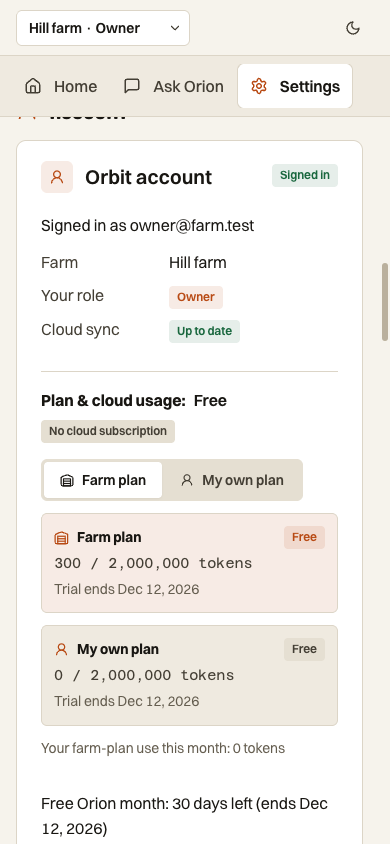 Hill farm · Owner
Home
Ask Orion
Settings
Orbit account
Signed in
Signed in as owner@farm.test
Farm
Hill farm
Your role
Owner
Cloud sync
Up to date
Plan & cloud usage: Free
No cloud subscription
Farm plan
My own plan
Farm plan
Free
300 / 2,000,000 tokens
Trial ends Dec 12, 2026
My own plan
Free
0 / 2,000,000 tokens
Trial ends Dec 12, 2026
Your farm-plan use this month: 0 tokens
Free Orion month: 30 days left (ends Dec
12, 2026)